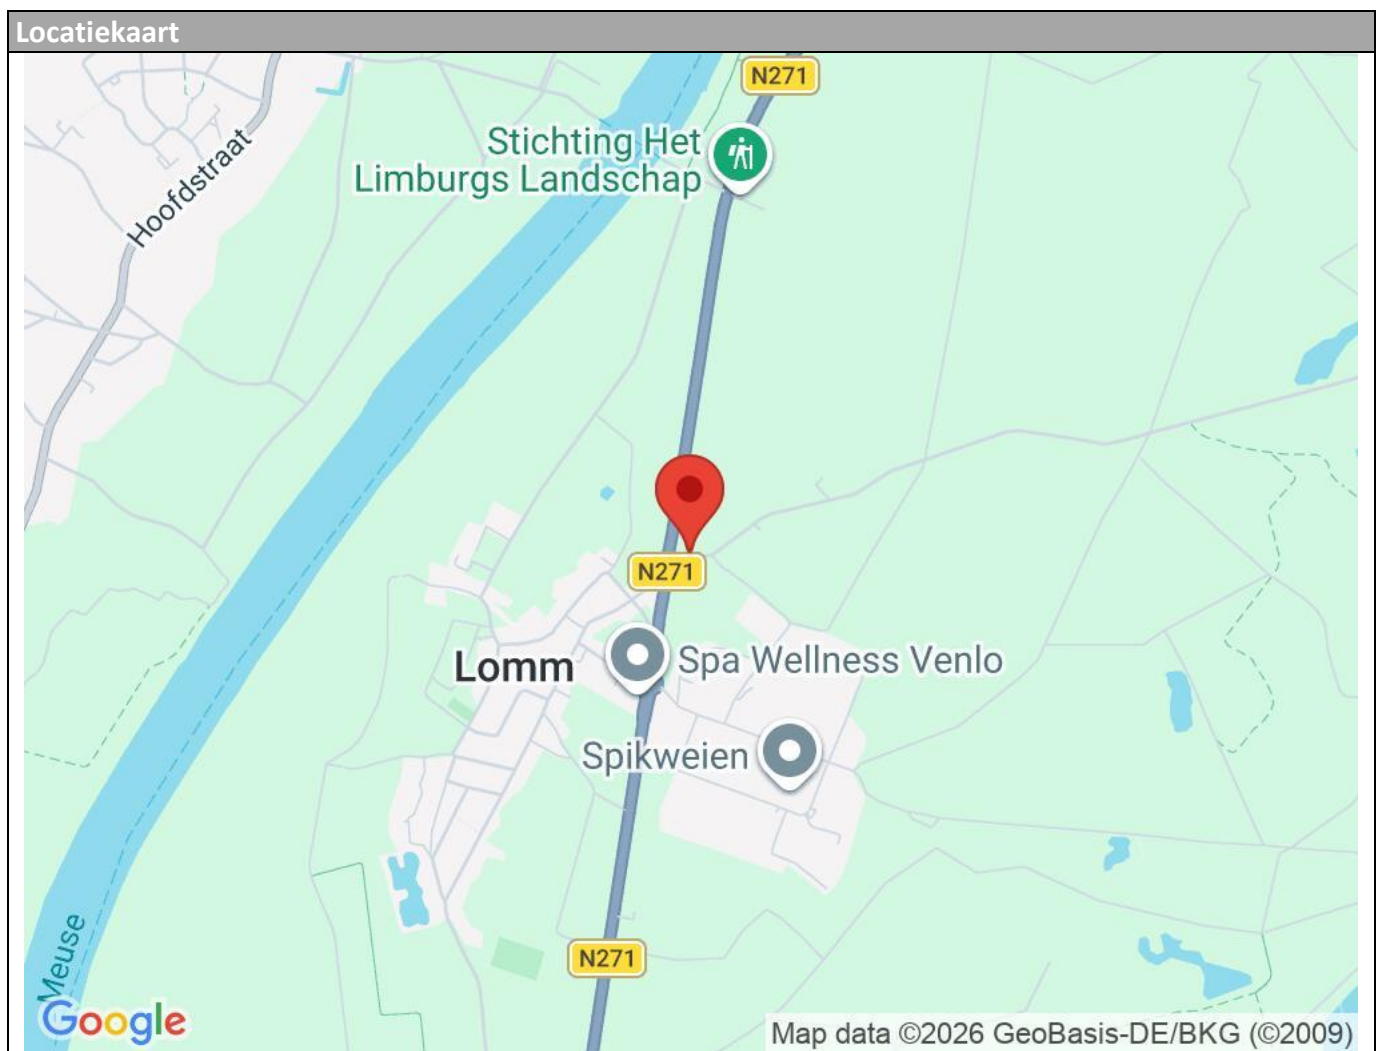 Locatiekaart
N271
Stichting Het
Limburgs Landschap
Hoofdstraat
N271
Lomm
Spa Wellness Venlo
Spikweien
N271
Meuse
Google
Map data ©2026 GeoBasis-DE/BKG (©2009)